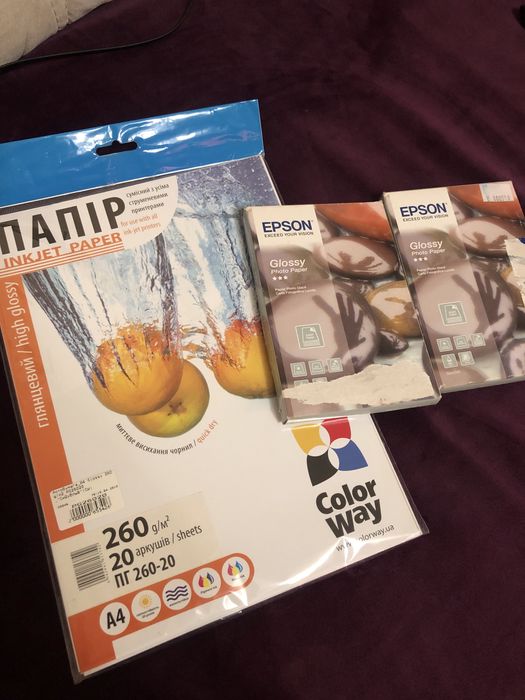 ПАПІР
сумісний з усіма
струменевими
принтерами
for use with all
ink-jet printers
INKJET PAPER
глянцевий / high glossy
миттєве висихання чорнил / quick dry
260 g/m²
20 аркушів / sheets
ПГ 260-20
A4
Color
Way
www.colorway.ua
EPSON
EXCEED YOUR VISION
Glossy
Photo Paper
EPSON
EXCEED YOUR VISION
Glossy
Photo Paper